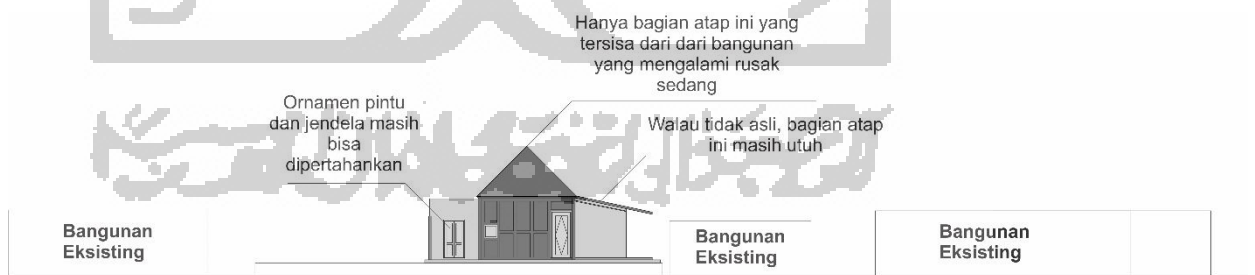 Hanya bagian atap ini yang
tersisa dari dari bangunan
yang mengalami rusak
sedang
Ornamen pintu
dan jendela masih
bisa
dipertahankan
Walau tidak asli, bagian atap
ini masih utuh
Bangunan
Eksisting
Bangunan
Eksisting
Bangunan
Eksisting